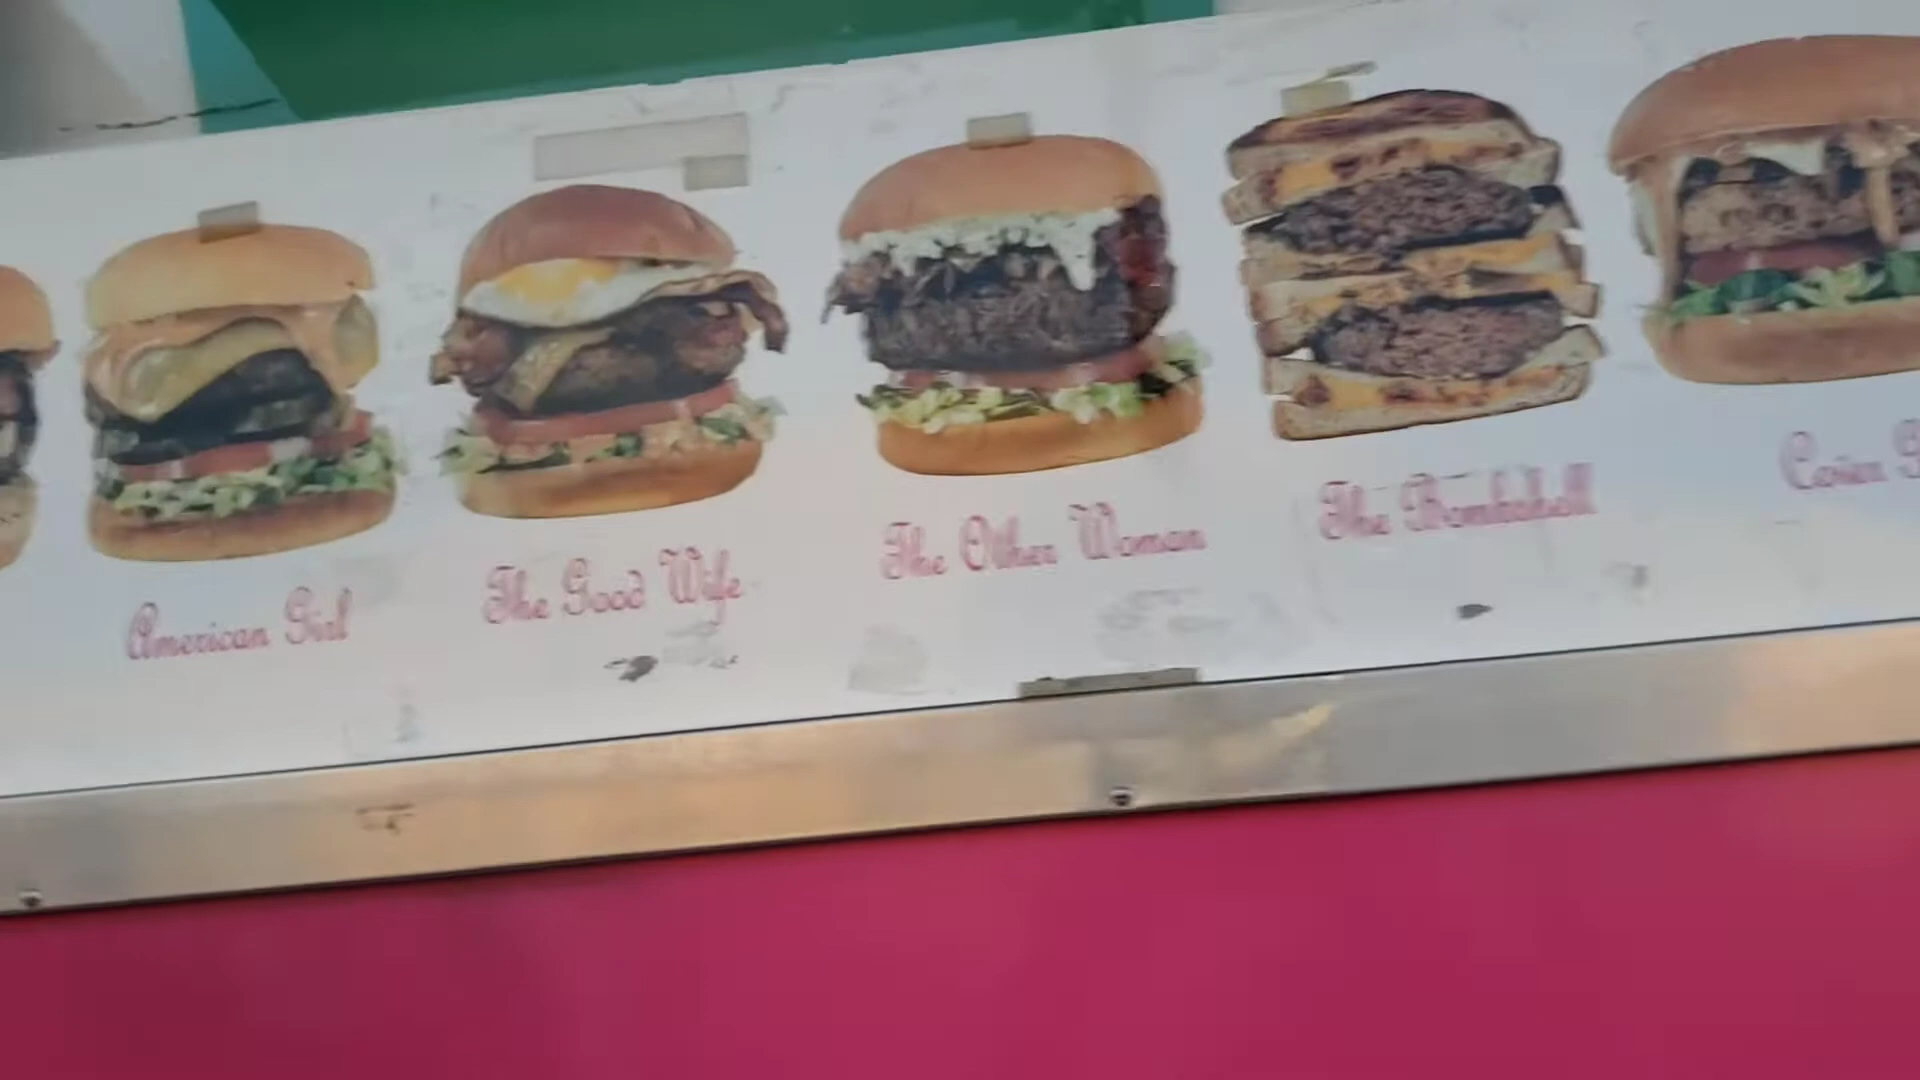 American Girl
The Good Wife
The Other Woman
The Bombshell